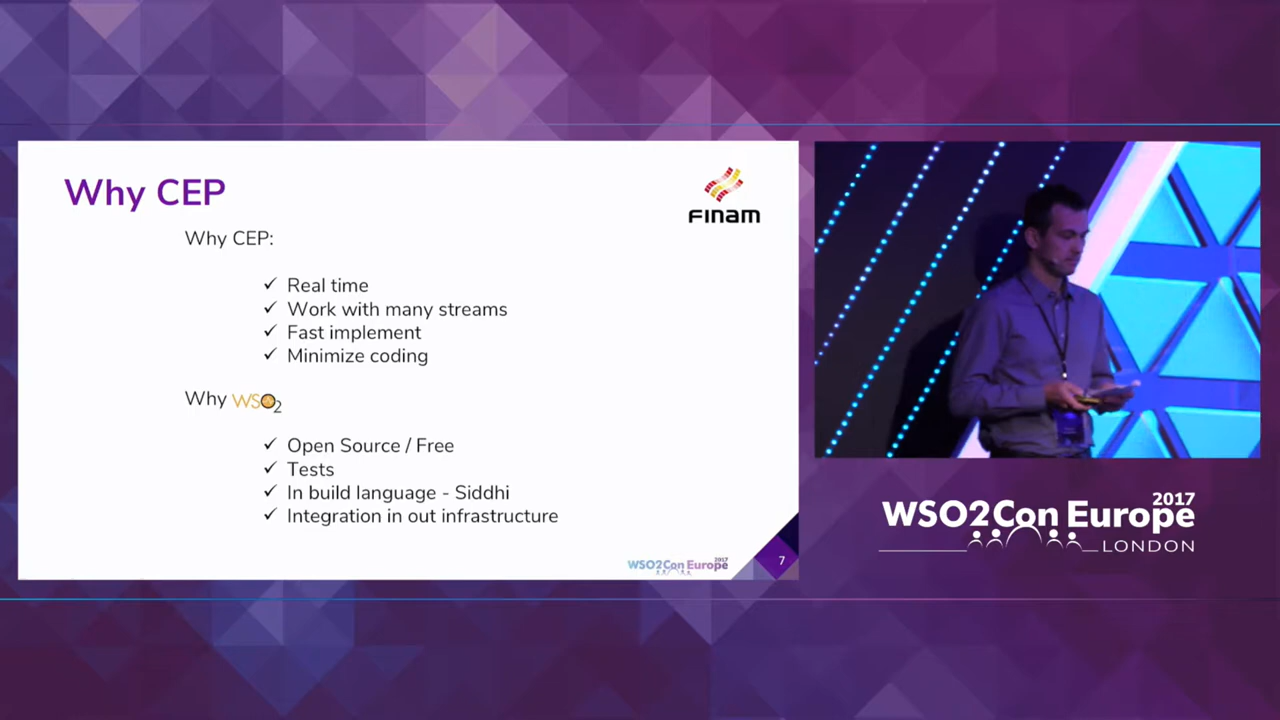 Why CEP
FINAM
Why CEP:
✓ Real time
✓ Work with many streams
✓ Fast implement
✓ Minimize coding
Why WSO2
✓ Open Source / Free
✓ Tests
✓ In build language - Siddhi
✓ Integration in out infrastructure
WSO2Con Europe 2017
7
WSO2Con Europe 2017
LONDON